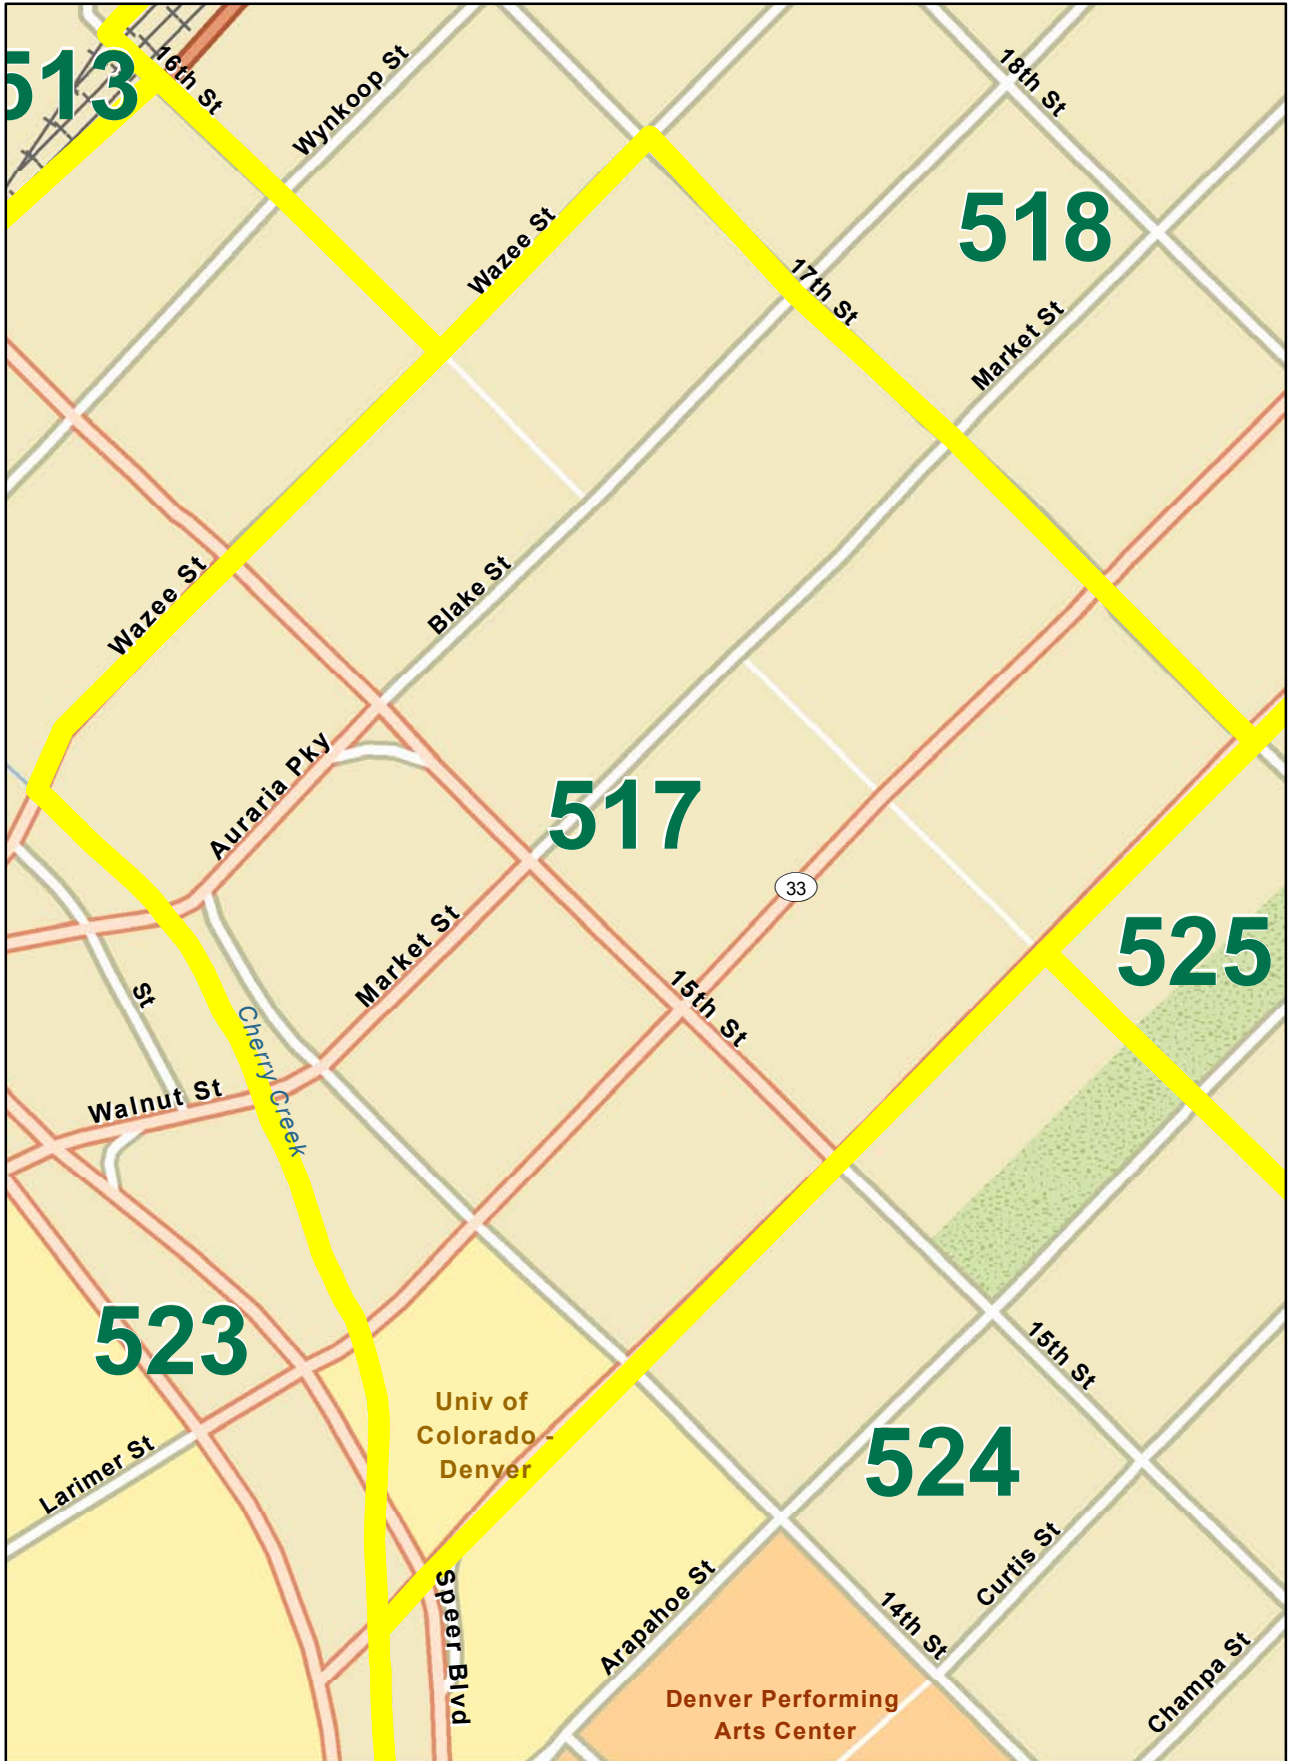 513
16th St
Wynkoop St
18th St
518
Wazee St
17th St
Market St
Wazee St
Blake St
Auraria Pky
517
33
525
Market St
15th St
St
Cherry Creek
Walnut St
523
15th St
Univ of
Colorado -
Denver
524
Larimer St
Curtis St
Arapahoe St
Speer Blvd
14th St
Champa St
Denver Performing
Arts Center